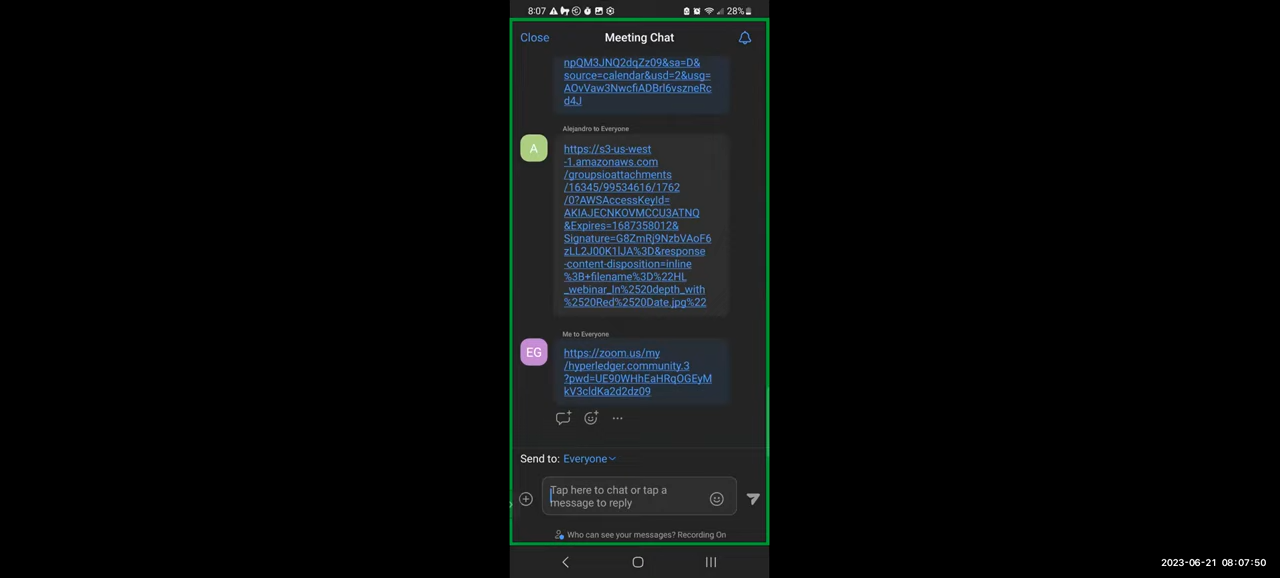 8:07
28%
Close
Meeting Chat
npQM3JNQ2dqZz09&sa=D&
source=calendar&usd=2&usg=
AOvVaw3NwcfiADBrl6vszneRc
d4J
Alejandro to Everyone
A
https://s3-us-west
-1.amazonaws.com
/groupsioattachments
/16345/99534616/1762
/0?AWSAccessKeyId=
AKIAJECNKOVMCCU3ATNQ
&Expires=1687358012&
Signature=G8ZmRj9NzbVAoF6
zLL2J00K1lJA%3D&response
-content-disposition=inline
%3B+filename%3D%22HL
_webinar_In%2520depth_with
%2520Red%2520Date.jpg%22
Me to Everyone
EG
https://zoom.us/my
/hyperledger.community.3
?pwd=UE90WHhEaHRqOGEyM
kV3cldKa2d2dz09
Send to: Everyone
Tap here to chat or tap a
message to reply
Who can see your messages? Recording On
2023-06-21 08:07:50